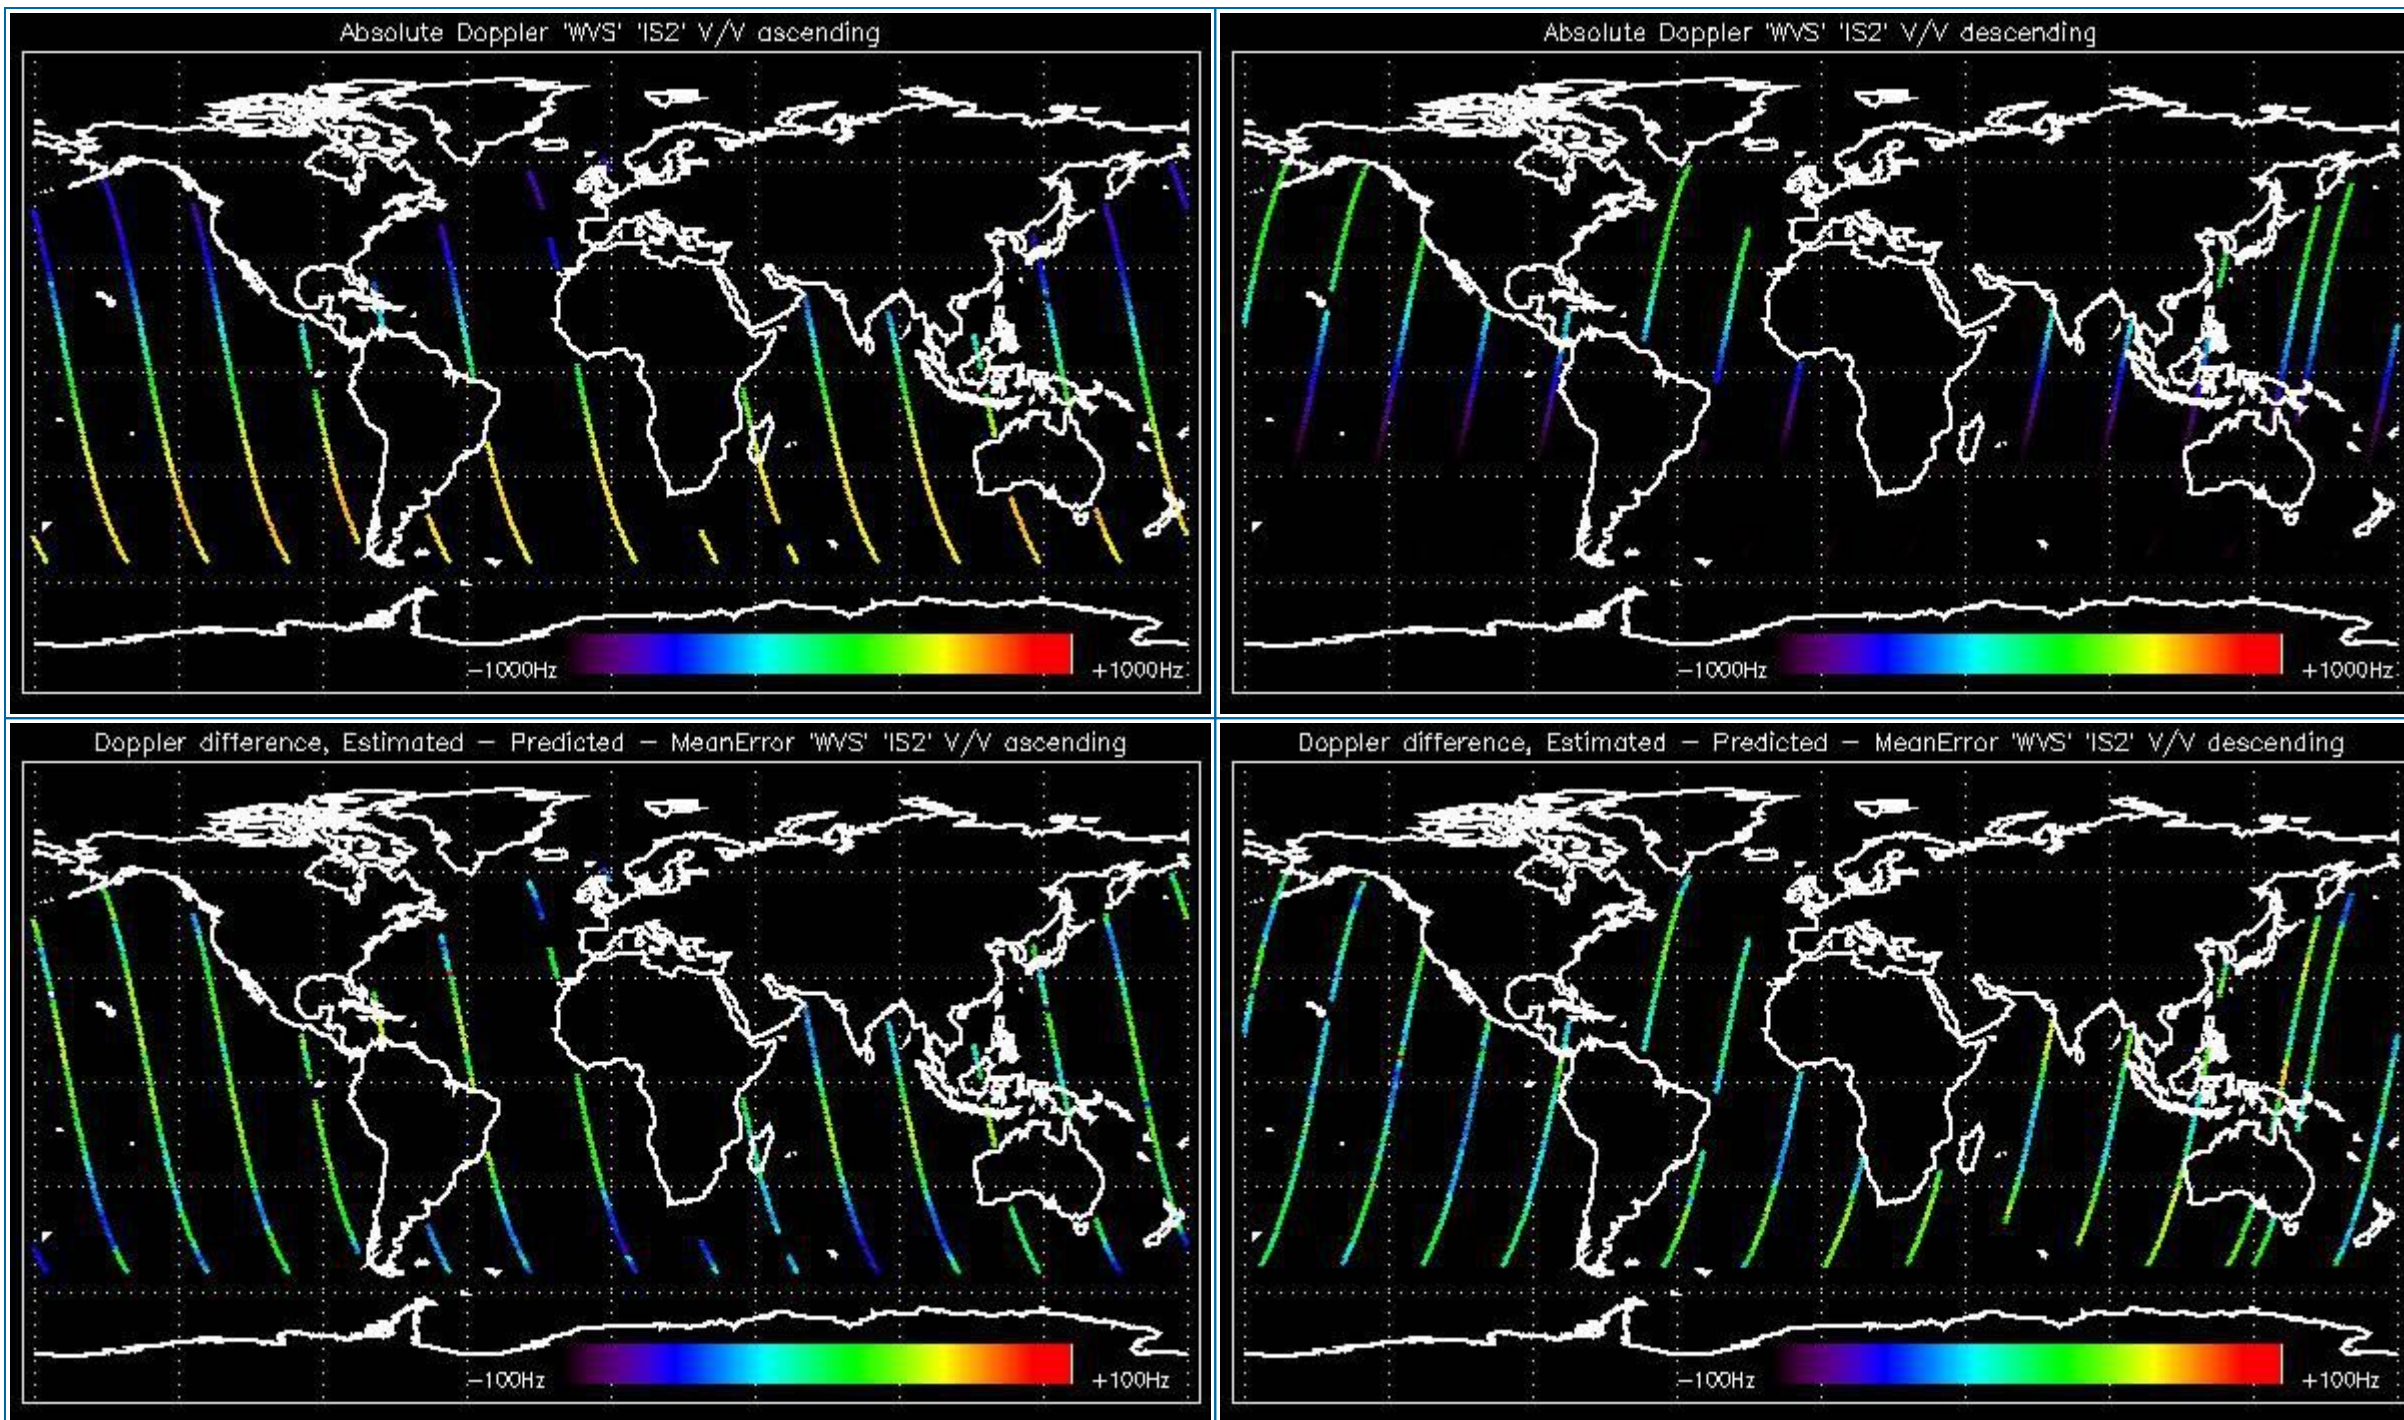 Absolute Doppler 'WVS' 'IS2' V/V ascending
-1000Hz
+1000Hz
Absolute Doppler 'WVS' 'IS2' V/V descending
-1000Hz
+1000Hz
Doppler difference, Estimated - Predicted - MeanError 'WVS' 'IS2' V/V ascending
-100Hz
+100Hz
Doppler difference, Estimated - Predicted - MeanError 'WVS' 'IS2' V/V descending
-100Hz
+100Hz